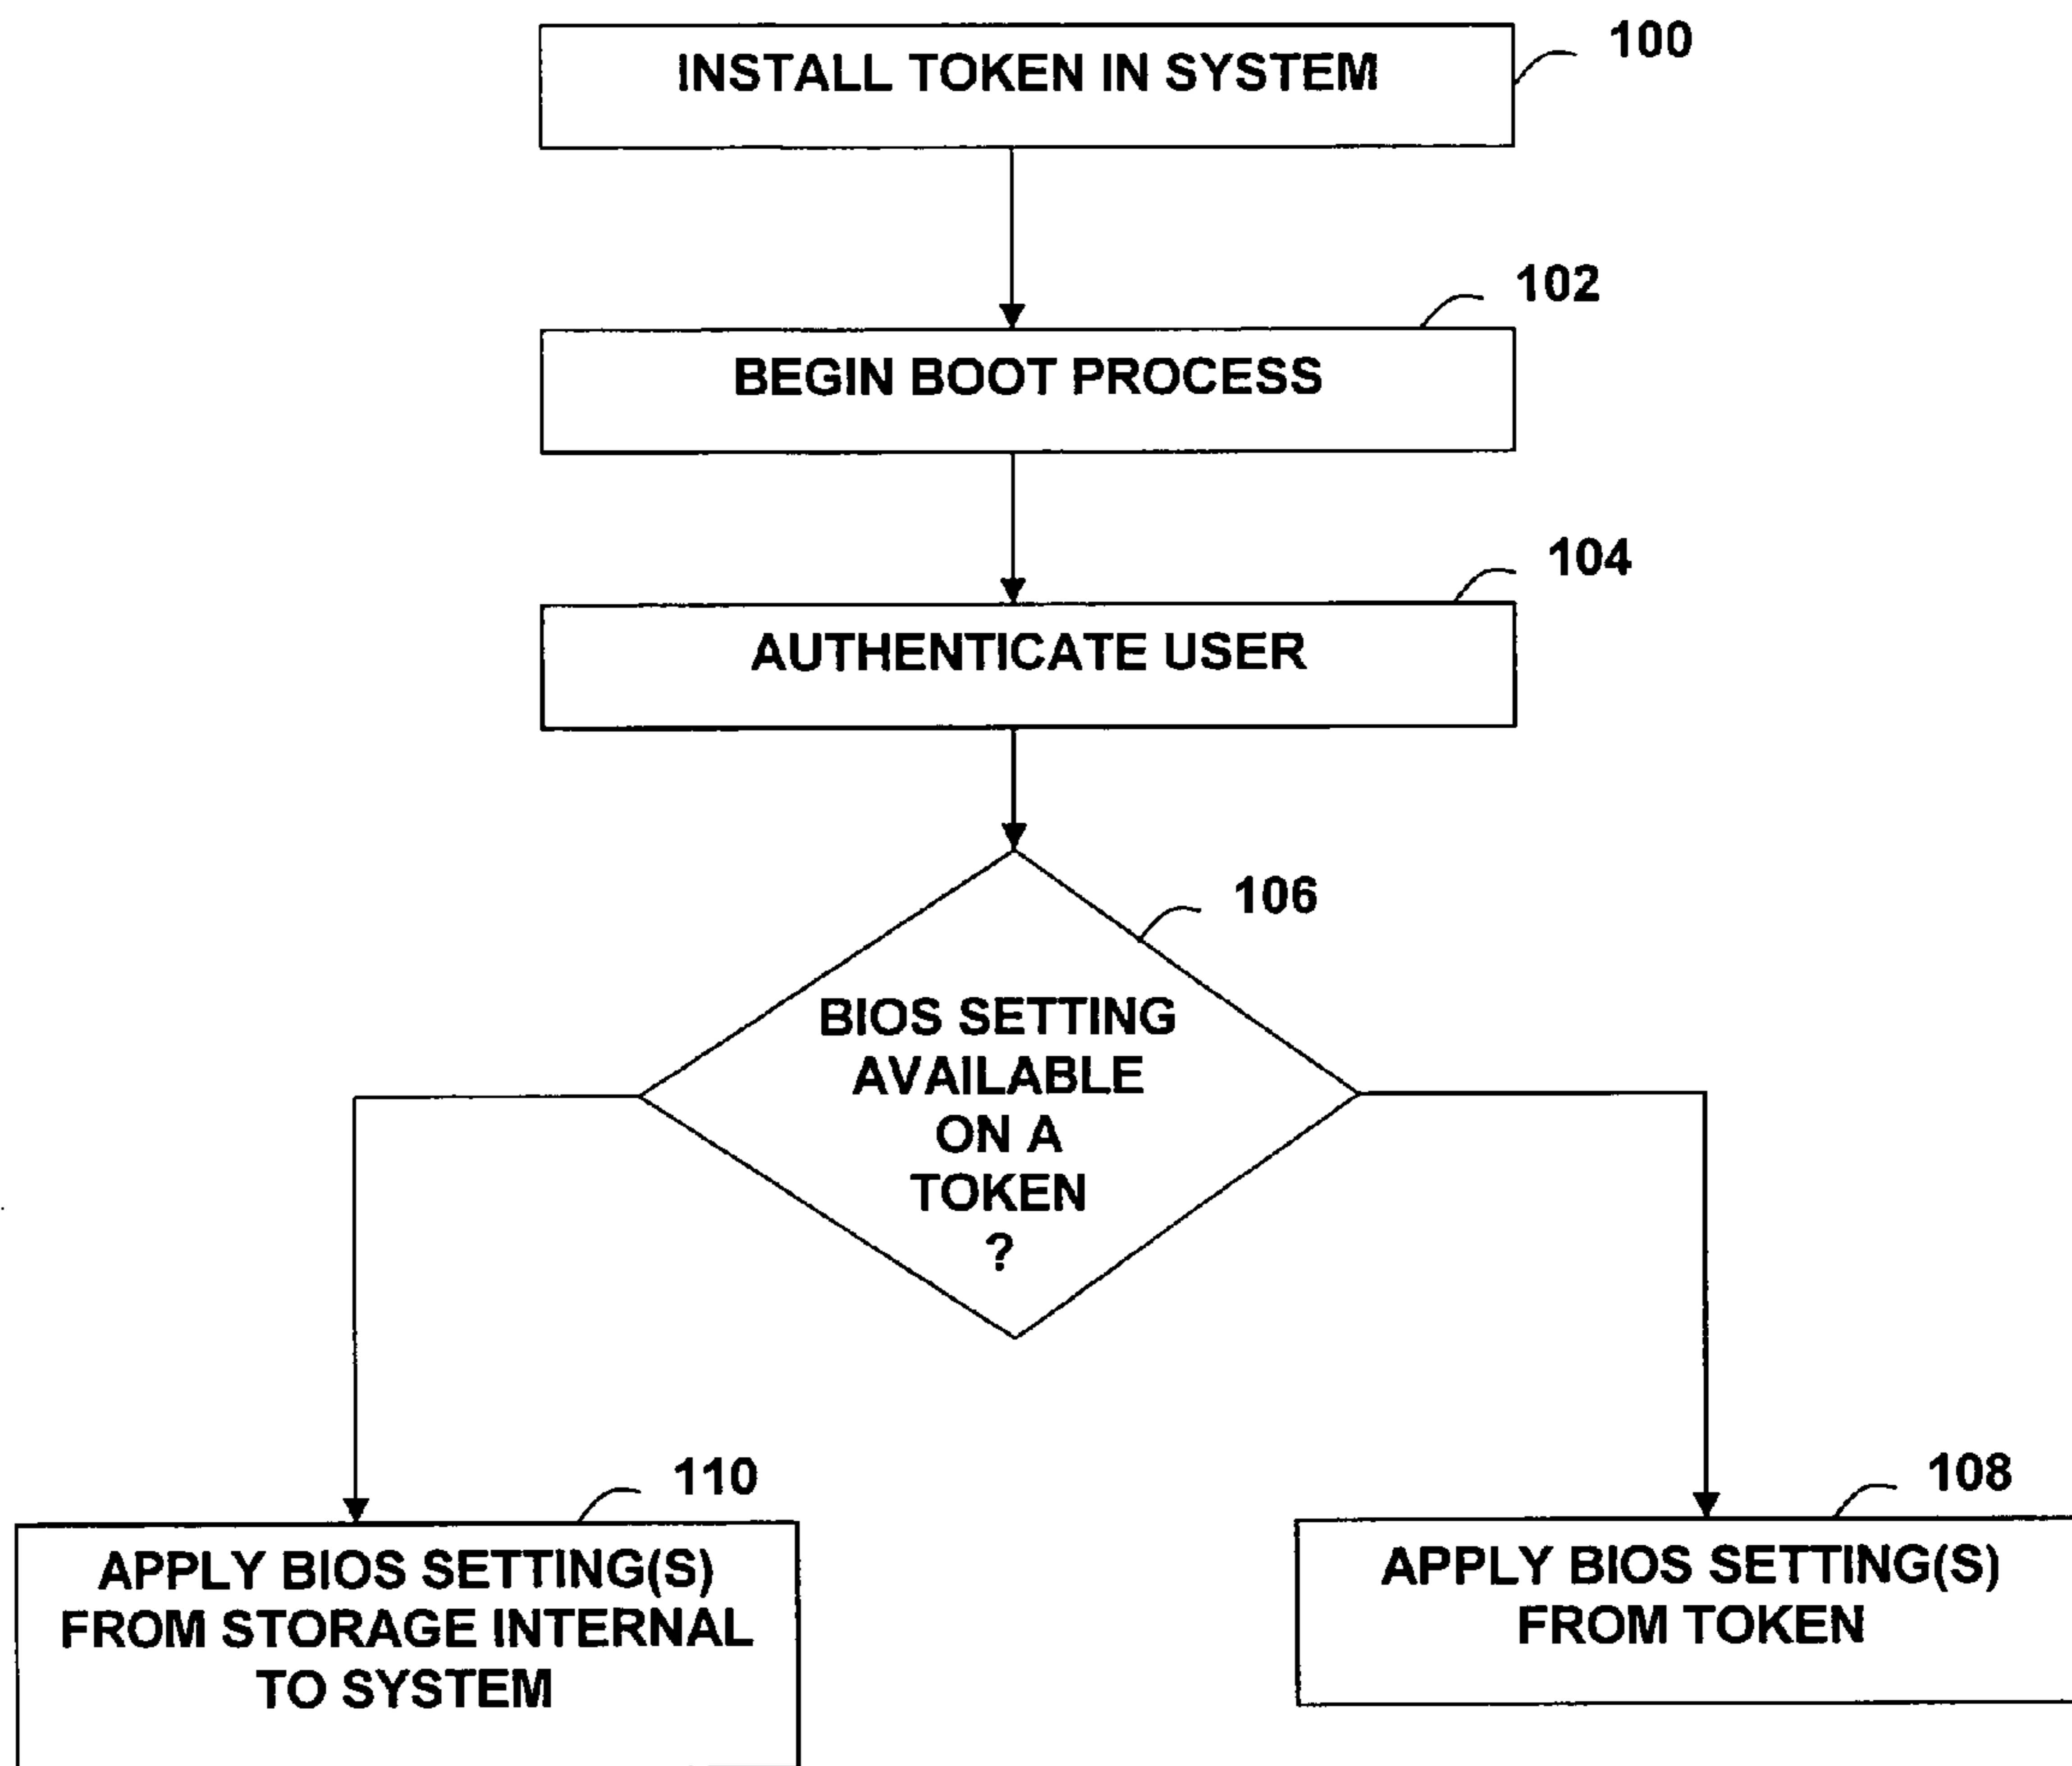 INSTALL TOKEN IN SYSTEM
100
BEGIN BOOT PROCESS
102
AUTHENTICATE USER
104
106
BIOS SETTING
AVAILABLE
ON A
TOKEN
?
110
APPLY BIOS SETTING(S)
FROM STORAGE INTERNAL
TO SYSTEM
108
APPLY BIOS SETTING(S)
FROM TOKEN